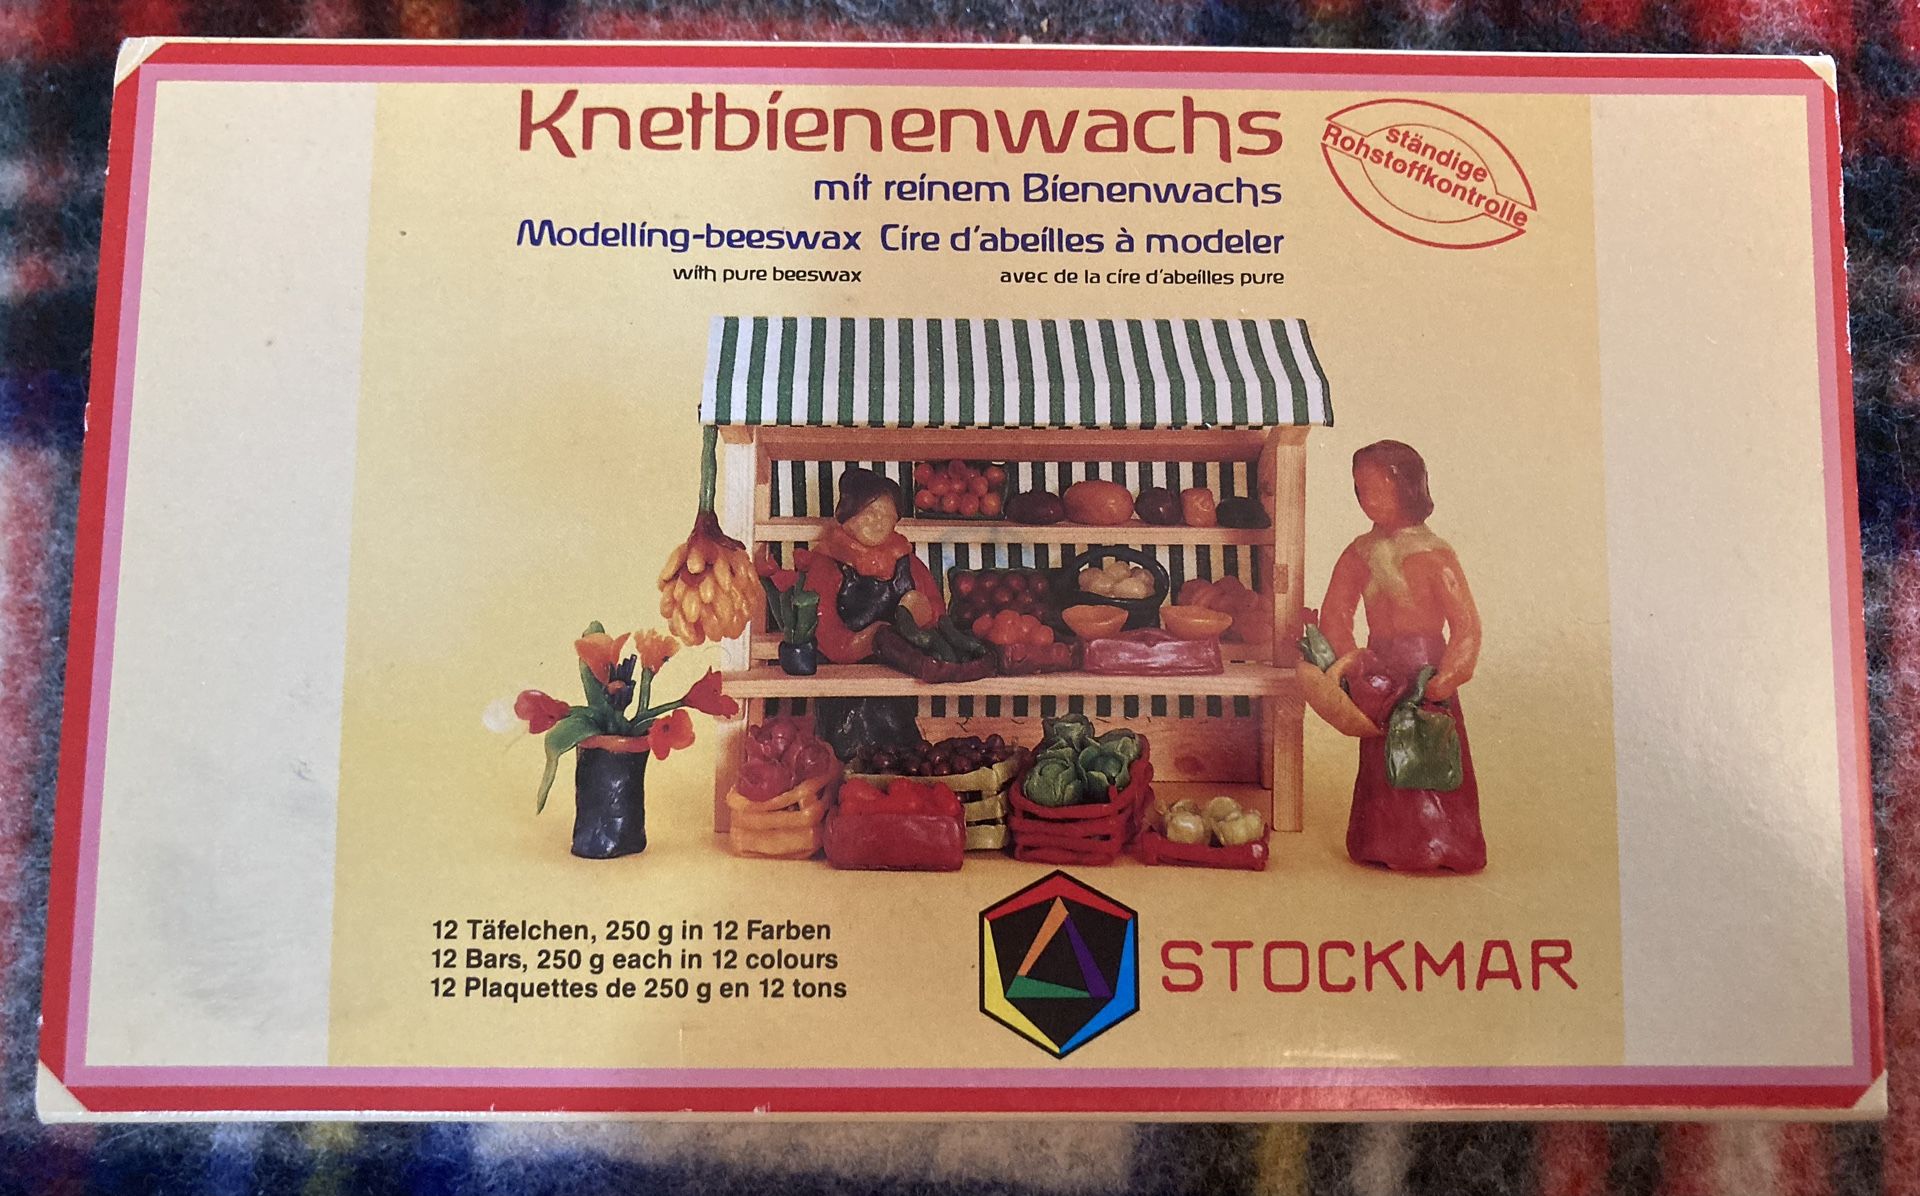 Knetbienenwachs
mit reinem Bienenwachs
Modelling-beeswax Cire d'abeilles à modeler
with pure beeswax avec de la cire d'abeilles pure
ständige
Rohstoffkontrolle
12 Täfelchen, 250 g in 12 Farben
12 Bars, 250 g each in 12 colours
12 Plaquettes de 250 g en 12 tons
STOCKMAR